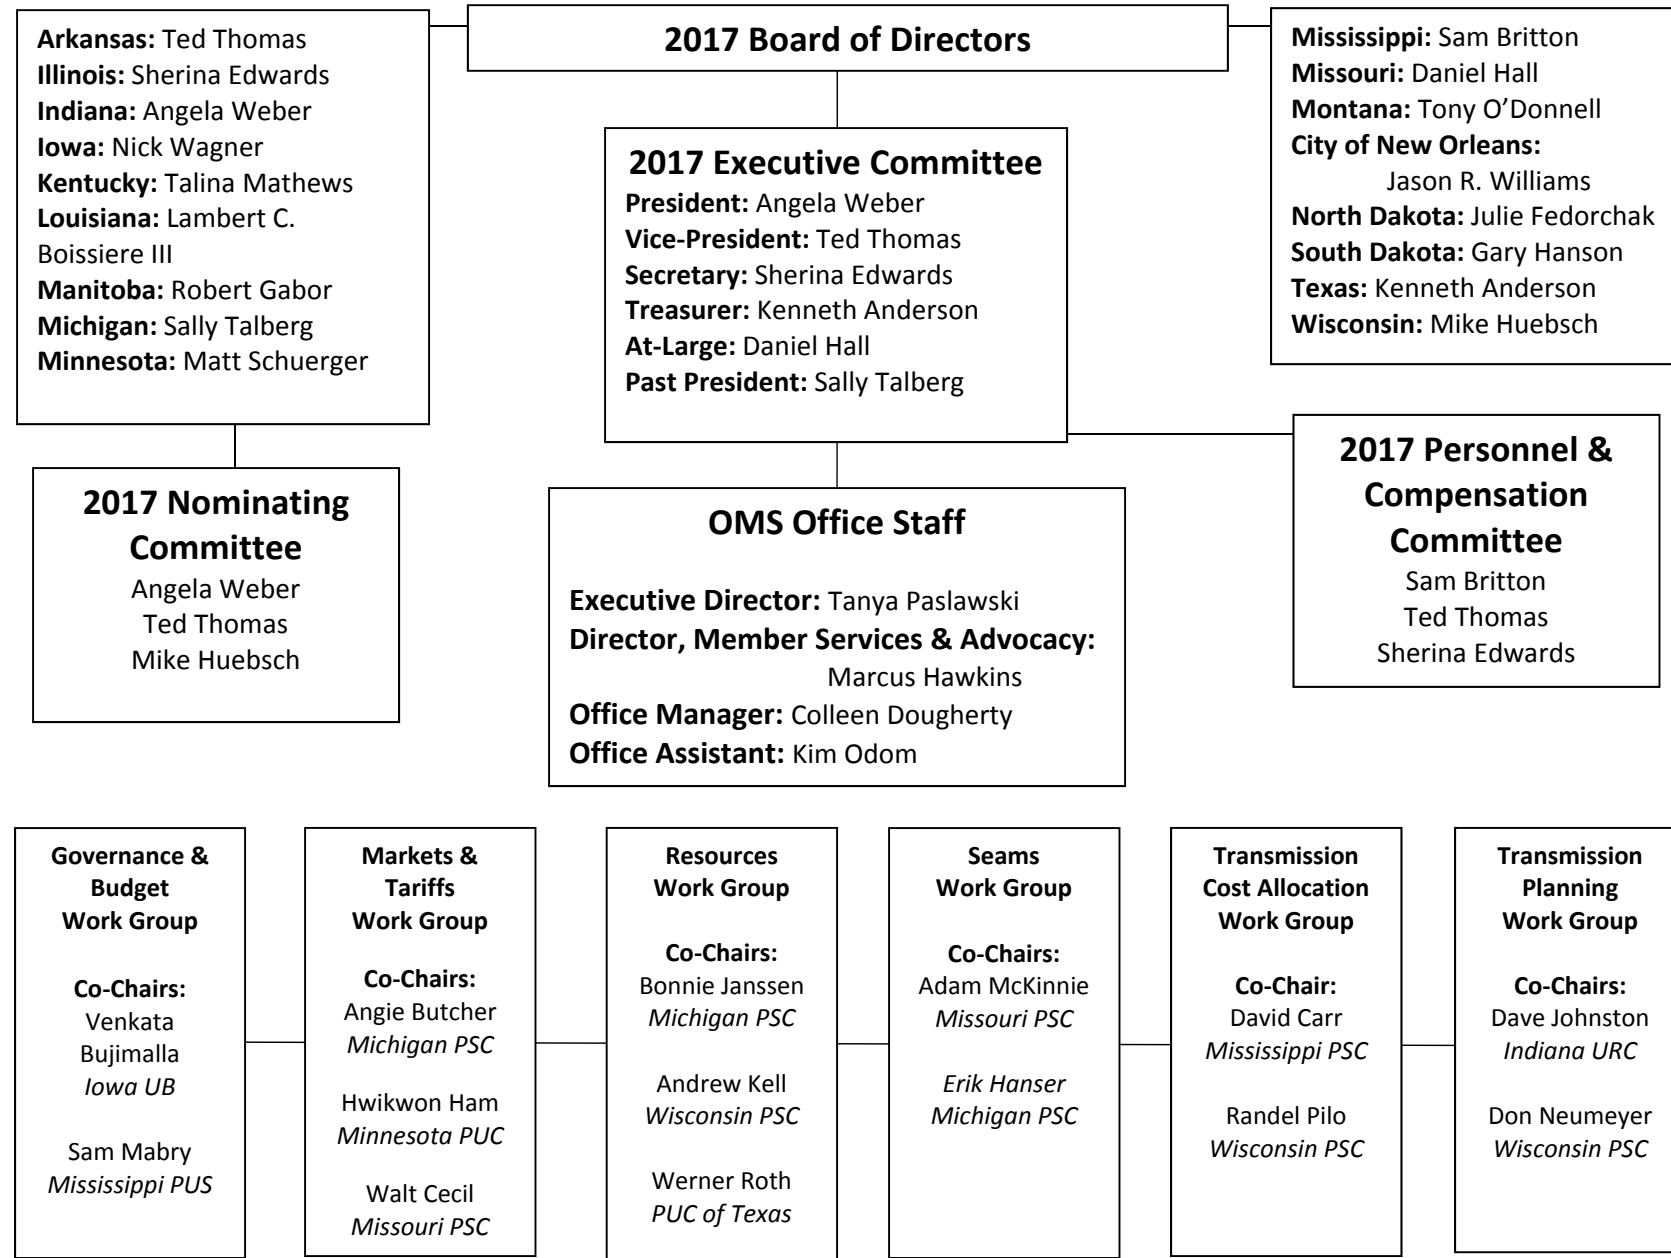 2017 Board of Directors
Arkansas: Ted Thomas
Illinois: Sherina Edwards
Indiana: Angela Weber
Iowa: Nick Wagner
Kentucky: Talina Mathews
Louisiana: Lambert C.
Boissiere III
Manitoba: Robert Gabor
Michigan: Sally Talberg
Minnesota: Matt Schuerger
Mississippi: Sam Britton
Missouri: Daniel Hall
Montana: Tony O’Donnell
City of New Orleans:
Jason R. Williams
North Dakota: Julie Fedorchak
South Dakota: Gary Hanson
Texas: Kenneth Anderson
Wisconsin: Mike Huebsch
2017 Executive Committee
President: Angela Weber
Vice-President: Ted Thomas
Secretary: Sherina Edwards
Treasurer: Kenneth Anderson
At-Large: Daniel Hall
Past President: Sally Talberg
2017 Nominating
Committee
Angela Weber
Ted Thomas
Mike Huebsch
OMS Office Staff
Executive Director: Tanya Paslawski
Director, Member Services & Advocacy:
Marcus Hawkins
Office Manager: Colleen Dougherty
Office Assistant: Kim Odom
2017 Personnel &
Compensation
Committee
Sam Britton
Ted Thomas
Sherina Edwards
Governance &
Budget
Work Group
Co-Chairs:
Venkata
Bujimalla
Iowa UB
Sam Mabry
Mississippi PUS
Markets &
Tariffs
Work Group
Co-Chairs:
Angie Butcher
Michigan PSC
Hwikwon Ham
Minnesota PUC
Walt Cecil
Missouri PSC
Resources
Work Group
Co-Chairs:
Bonnie Janssen
Michigan PSC
Andrew Kell
Wisconsin PSC
Werner Roth
PUC of Texas
Seams
Work Group
Co-Chairs:
Adam McKinnie
Missouri PSC
Erik Hanser
Michigan PSC
Transmission
Cost Allocation
Work Group
Co-Chair:
David Carr
Mississippi PSC
Randel Pilo
Wisconsin PSC
Transmission
Planning
Work Group
Co-Chairs:
Dave Johnston
Indiana URC
Don Neumeyer
Wisconsin PSC